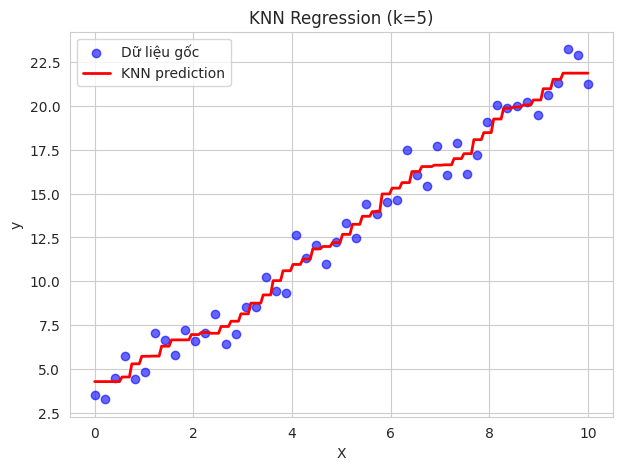 KNN Regression (k=5)
Dữ liệu gốc
KNN prediction
22.5
20.0
17.5
15.0
12.5
10.0
7.5
5.0
2.5
y
0 2 4 6 8 10
X